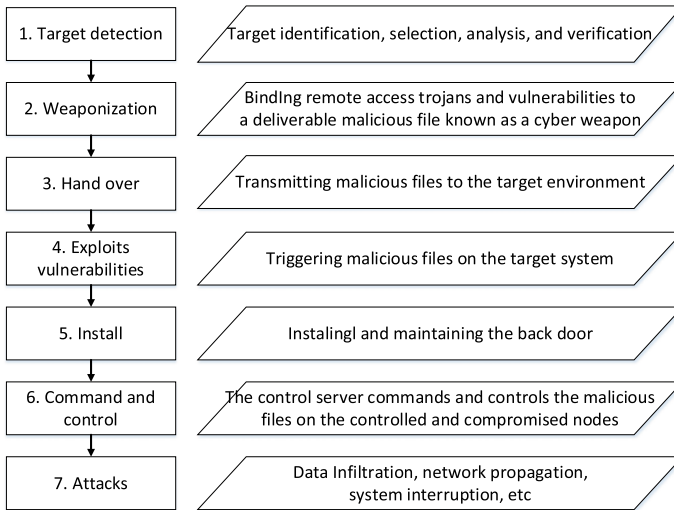 1. Target detection
Target identification, selection, analysis, and verification
2. Weaponization
BindIng remote access trojans and vulnerabilities to
a deliverable malicious file known as a cyber weapon
3. Hand over
Transmitting malicious files to the target environment
4. Exploits
vulnerabilities
Triggering malicious files on the target system
5. Install
Instalingl and maintaining the back door
6. Command and
control
The control server commands and controls the malicious
files on the controlled and compromised nodes
7. Attacks
Data Infiltration, network propagation,
system interruption, etc